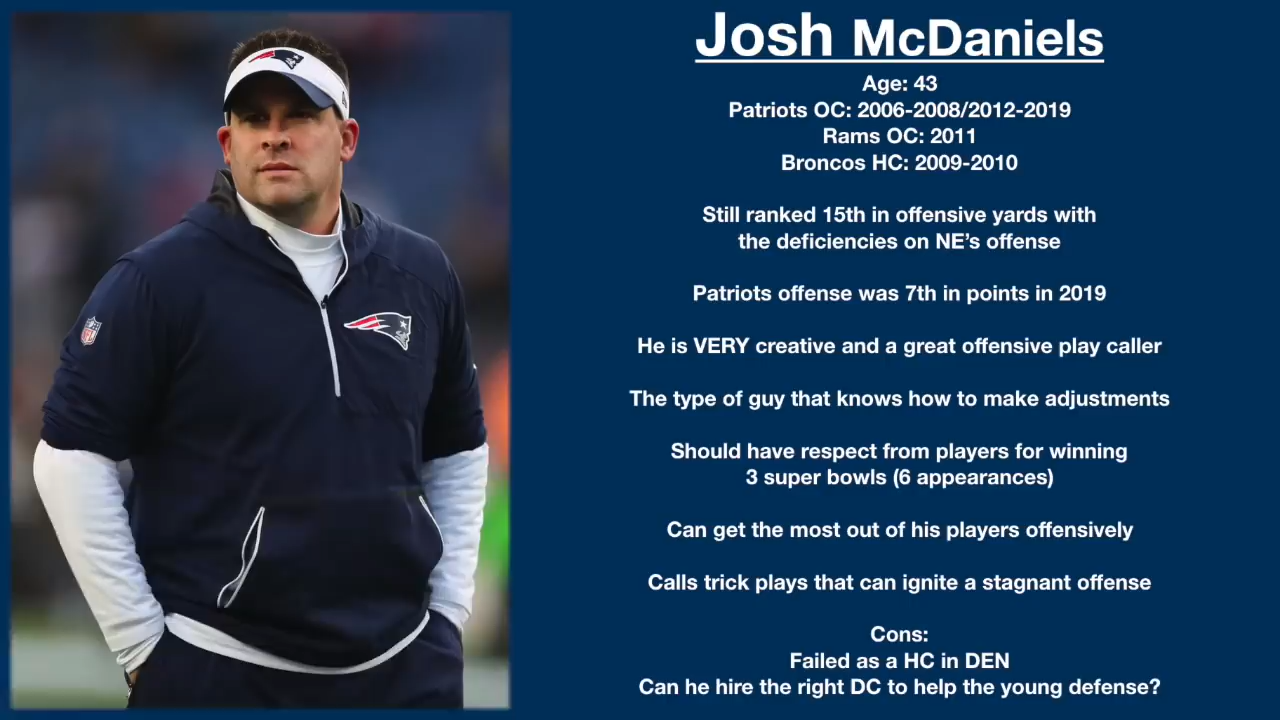 Josh McDaniels
Age: 43
Patriots OC: 2006-2008/2012-2019
Rams OC: 2011
Broncos HC: 2009-2010
Still ranked 15th in offensive yards with
the deficiencies on NE’s offense
Patriots offense was 7th in points in 2019
He is VERY creative and a great offensive play caller
The type of guy that knows how to make adjustments
Should have respect from players for winning
3 super bowls (6 appearances)
Can get the most out of his players offensively
Calls trick plays that can ignite a stagnant offense
Cons:
Failed as a HC in DEN
Can he hire the right DC to help the young defense?